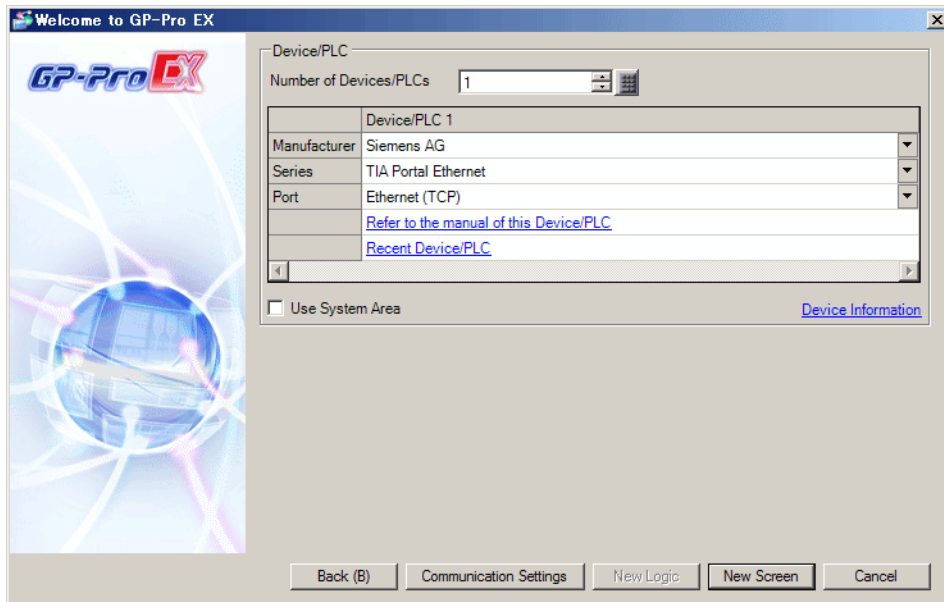 Welcome to GP-Pro EX
GP-Pro EX
Device/PLC
Number of Devices/PLCs 1
Device/PLC 1
Manufacturer Siemens AG
Series TIA Portal Ethernet
Port Ethernet (TCP)
Refer to the manual of this Device/PLC
Recent Device/PLC
Use System Area Device Information
Back (B) Communication Settings New Logic New Screen Cancel